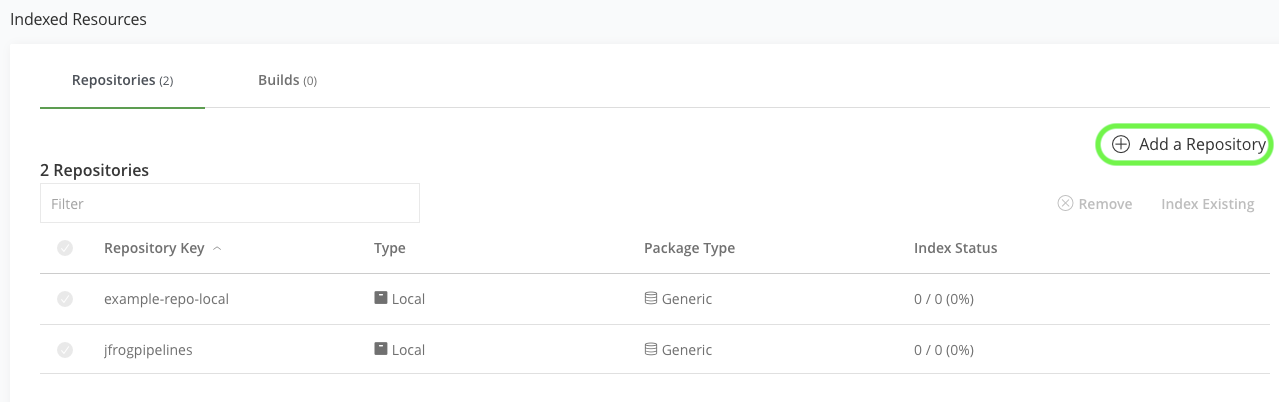 Indexed Resources
Repositories (2) Builds (0)
Add a Repository
2 Repositories
Filter
Remove Index Existing
Repository Key Type Package Type Index Status
example-repo-local Local Generic 0 / 0 (0%)
jfrogpipelines Local Generic 0 / 0 (0%)